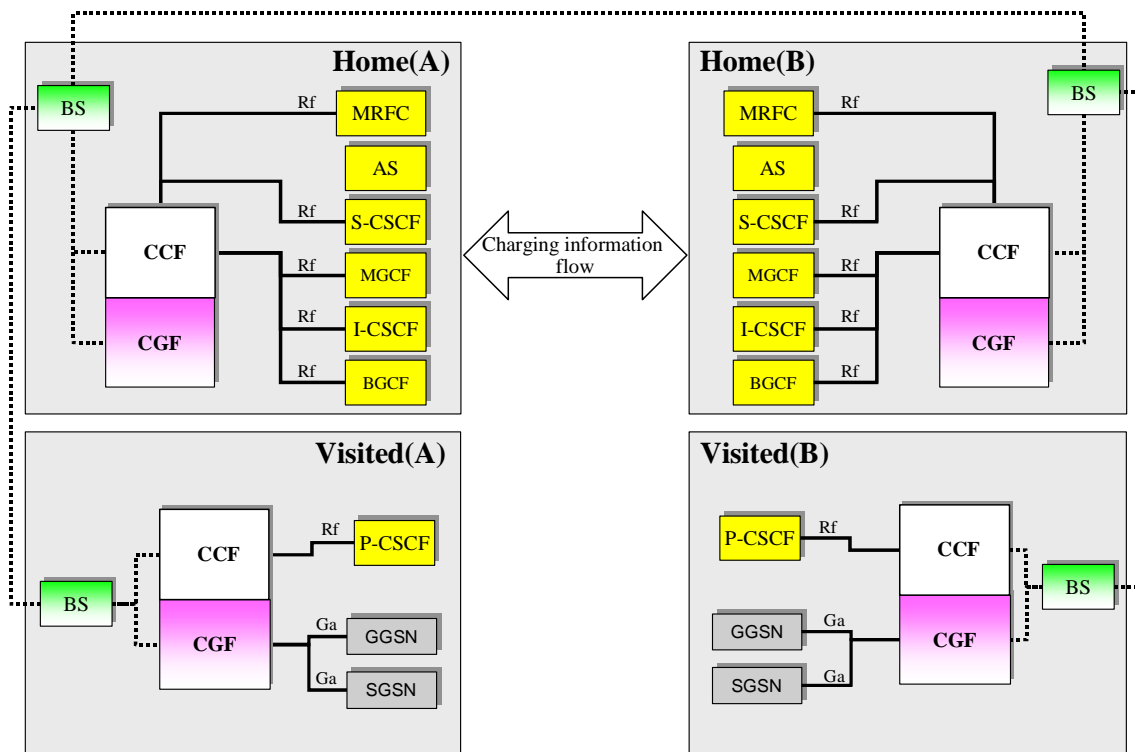 Home(A)
BS
Rf
MRFC
AS
Rf
S-CSCF
CCF
Rf
MGCF
Rf
I-CSCF
CGF
Rf
BGCF
Charging information
flow
Home(B)
BS
MRFC
Rf
AS
S-CSCF
Rf
CCF
MGCF
Rf
I-CSCF
Rf
CGF
BGCF
Rf
Visited(A)
Rf
P-CSCF
CCF
BS
CGF
Ga
GGSN
Ga
SGSN
Visited(B)
P-CSCF
Rf
CCF
BS
GGSN
Ga
CGF
SGSN
Ga